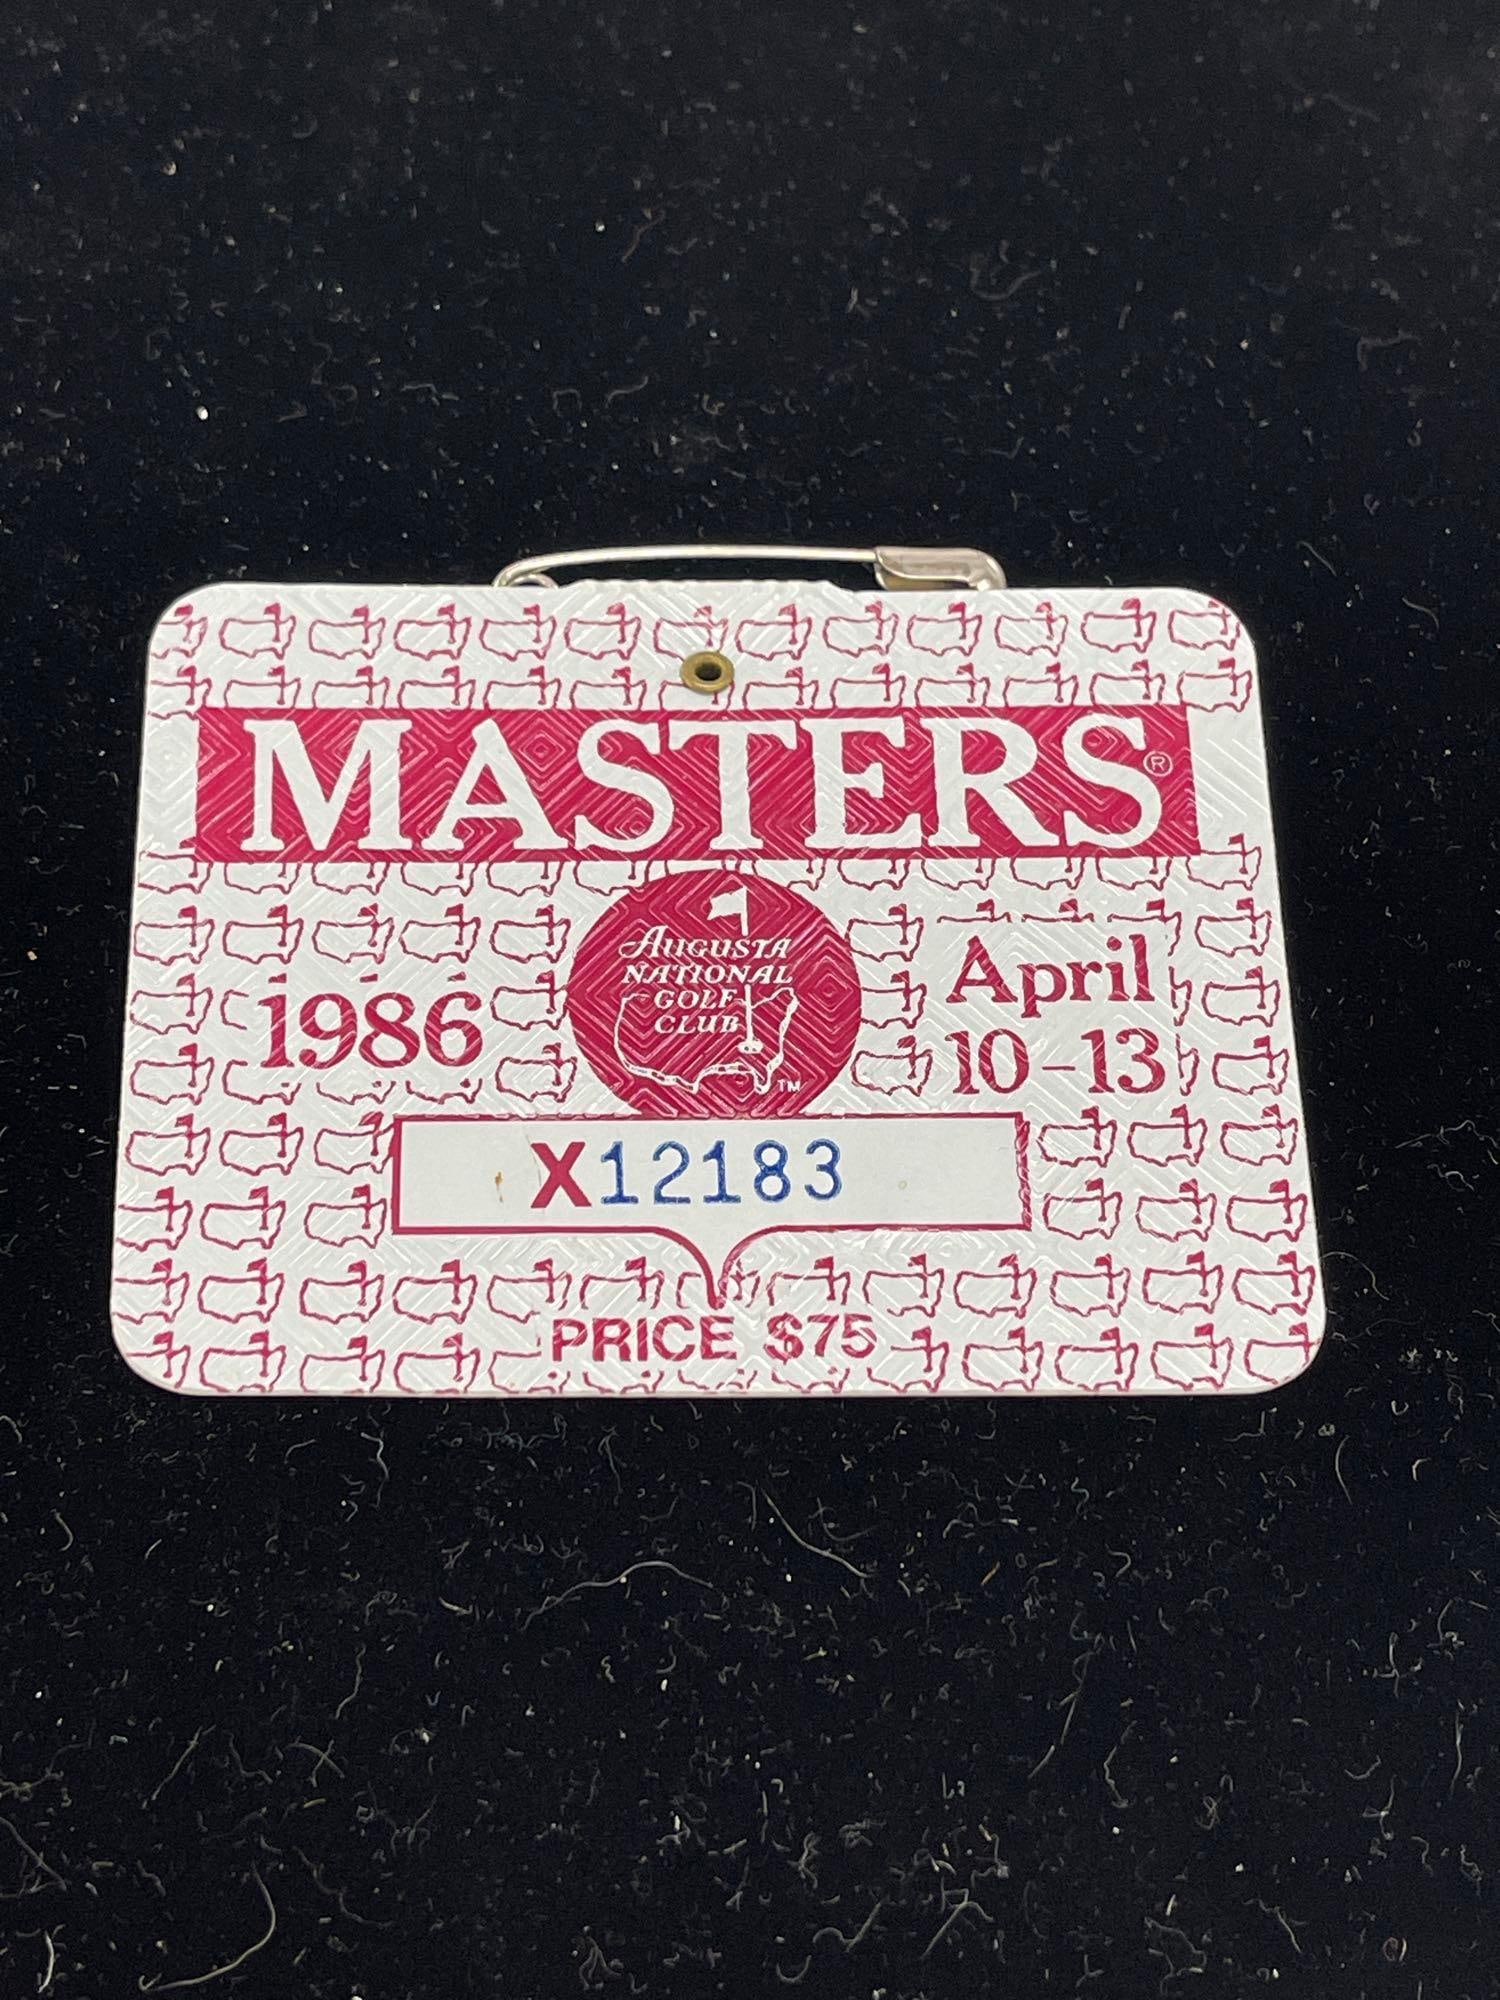 MASTERS®
1986
AUGUSTA
NATIONAL
GOLF
CLUB
™
April
10-13
X12183
PRICE $75